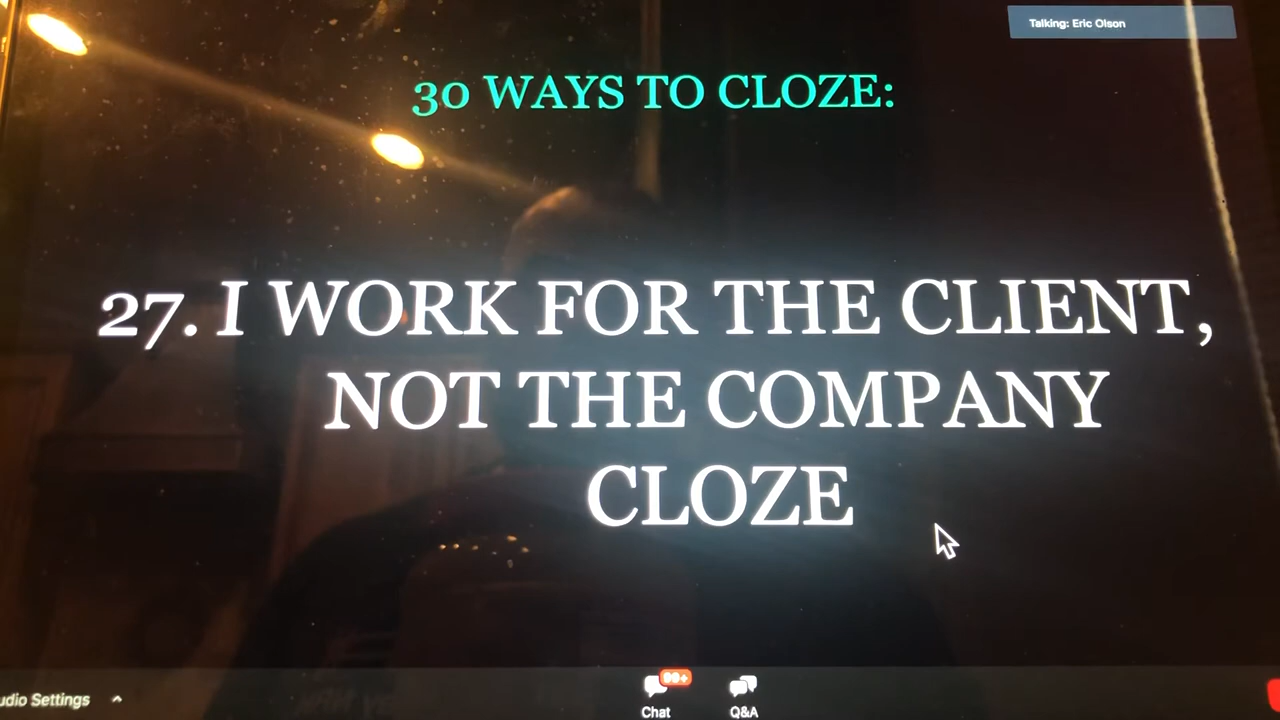 Talking: Eric Olson
30 WAYS TO CLOZE:
27. I WORK FOR THE CLIENT,
NOT THE COMPANY
CLOZE
udio Settings
99+
Chat
Q&A